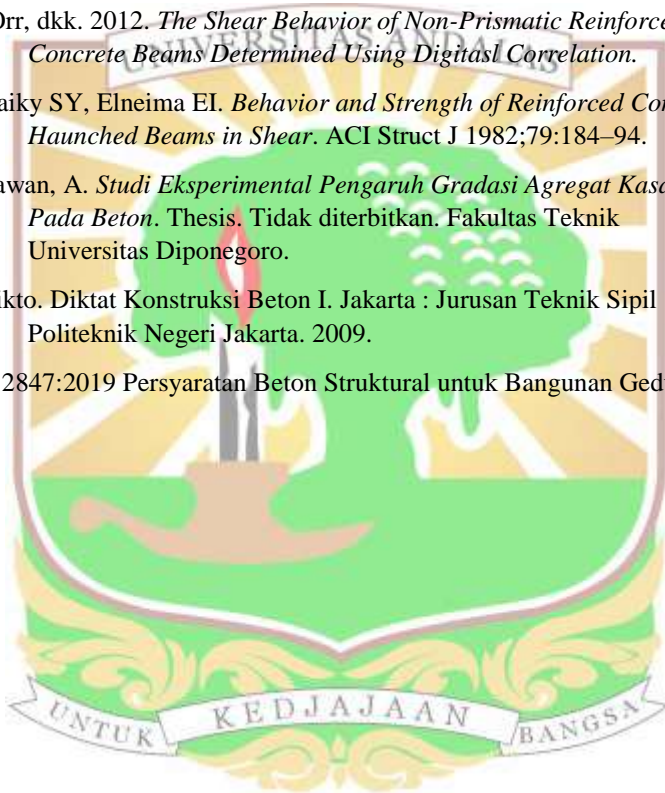 Orr, dkk. 2012. The Shear Behavior of Non-Prismatic Reinforce
Concrete Beams Determined Using Digitasl Correlation.
UNIVERSITAS ANDALAS
aiky SY, Elneima EI. Behavior and Strength of Reinforced Con
Haunched Beams in Shear. ACI Struct J 1982;79:184–94.
awan, A. Studi Eksperimental Pengaruh Gradasi Agregat Kasa
Pada Beton. Thesis. Tidak diterbitkan. Fakultas Teknik
Universitas Diponegoro.
ikto. Diktat Konstruksi Beton I. Jakarta : Jurusan Teknik Sipil
Politeknik Negeri Jakarta. 2009.
2847:2019 Persyaratan Beton Struktural untuk Bangunan Ged
UNTUK KEDJAJAAN BANGSA